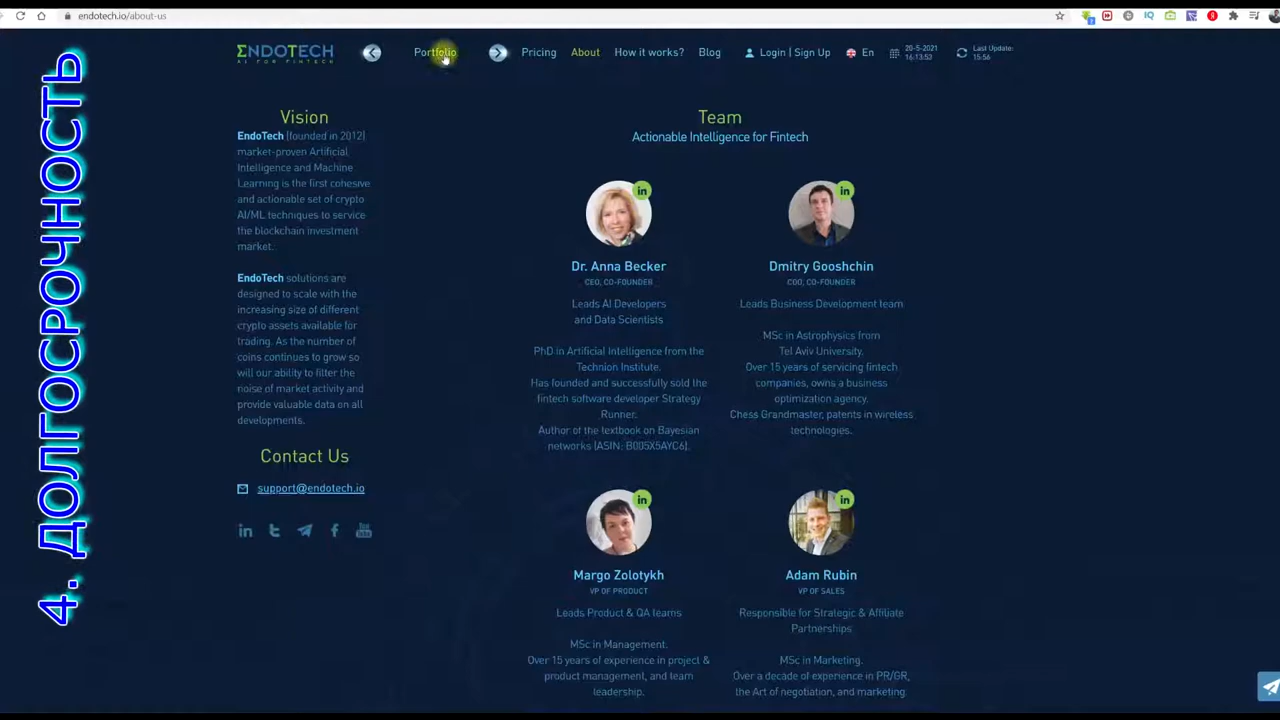 endotech.io/about-us
ENDOTECH
AI FOR FINTECH
Portfolio
Pricing
About
How it works?
Blog
Login | Sign Up
En
20-5-2021
16:13:52
Last Update:
15:56
4. ДОЛГОСРОЧНОСТЬ
Vision
EndoTech (founded in 2012)
market-proven Artificial
Intelligence and Machine
Learning is the first cohesive
and actionable set of crypto
AI/ML techniques to service
the blockchain investment
market.
EndoTech solutions are
designed to scale with the
increasing size of different
crypto assets available for
trading. As the number of
coins continues to grow so
will our ability to filter the
noise of market activity and
provide valuable data on all
developments.
Contact Us
support@endotech.io
Team
Actionable Intelligence for Fintech
Dr. Anna Becker
CEO, CO-FOUNDER
Leads AI Developers
and Data Scientists
PhD in Artificial Intelligence from the
Technion Institute.
Has founded and successfully sold the
fintech software developer Strategy
Runner.
Author of the textbook on Bayesian
networks (ASIN: B005X5AYC6).
Dmitry Gooshchin
COO, CO-FOUNDER
Leads Business Development team
MSc in Astrophysics from
Tel Aviv University.
Over 15 years of servicing fintech
companies, owns a business
optimization agency.
Chess Grandmaster, patents in wireless
technologies.
Margo Zolotykh
VP OF PRODUCT
Leads Product & QA teams
MSc in Management.
Over 15 years of experience in project &
product management, and team
leadership.
Adam Rubin
VP OF SALES
Responsible for Strategic & Affiliate
Partnerships
MSc in Marketing.
Over a decade of experience in PR/GR,
the Art of negotiation, and marketing.